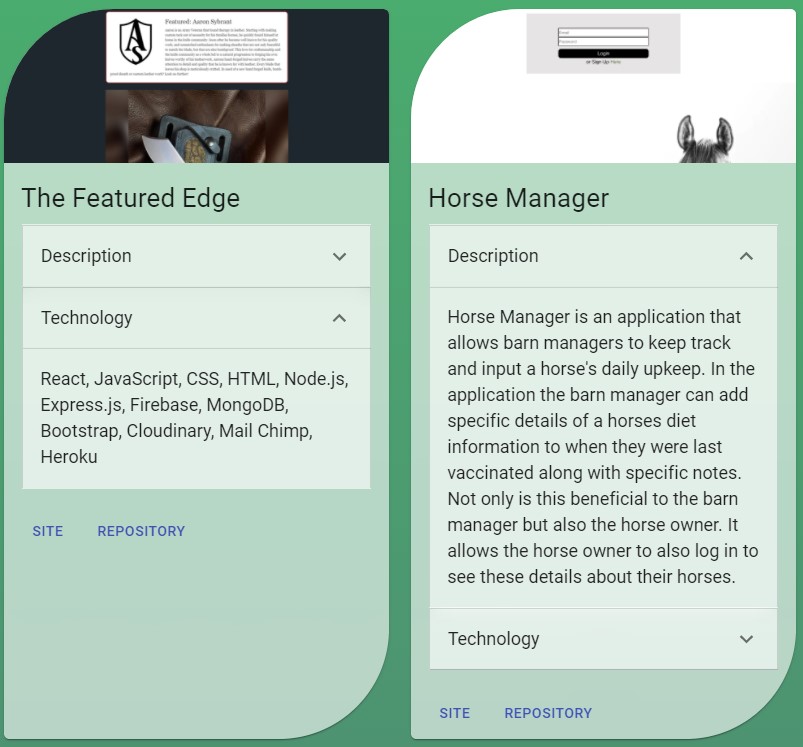 Featured: Aaron Syhrant
The Featured Edge
Description
Technology
React, JavaScript, CSS, HTML, Node.js,
Express.js, Firebase, MongoDB,
Bootstrap, Cloudinary, Mail Chimp,
Heroku
SITE REPOSITORY
Email
Password
Login
or Sign Up Here
Horse Manager
Description
Horse Manager is an application that
allows barn managers to keep track
and input a horse's daily upkeep. In the
application the barn manager can add
specific details of a horses diet
information to when they were last
vaccinated along with specific notes.
Not only is this beneficial to the barn
manager but also the horse owner. It
allows the horse owner to also log in to
see these details about their horses.
Technology
SITE REPOSITORY